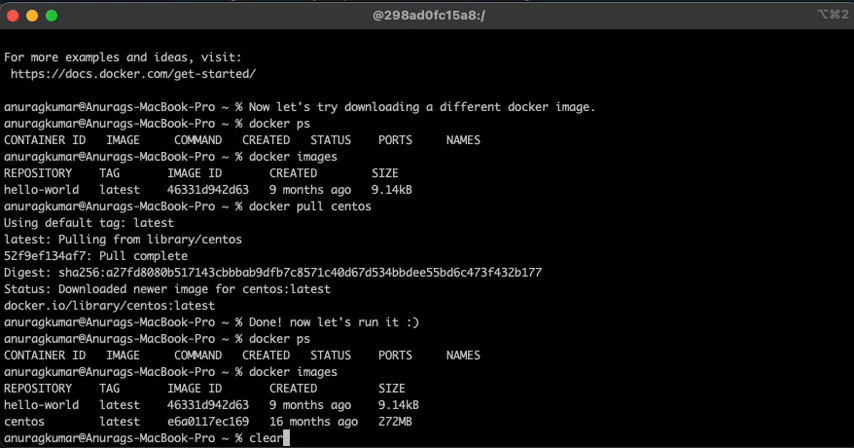 @298ad0fc15a8:/
⌥⌘2
For more examples and ideas, visit:
https://docs.docker.com/get-started/
anuragkumar@Anurags-MacBook-Pro ~ % Now let's try downloading a different docker image.
anuragkumar@Anurags-MacBook-Pro ~ % docker ps
CONTAINER ID IMAGE COMMAND CREATED STATUS PORTS NAMES
anuragkumar@Anurags-MacBook-Pro ~ % docker images
REPOSITORY TAG IMAGE ID CREATED SIZE
hello-world latest 46331d942d63 9 months ago 9.14kB
anuragkumar@Anurags-MacBook-Pro ~ % docker pull centos
Using default tag: latest
latest: Pulling from library/centos
52f9ef134af7: Pull complete
Digest: sha256:a27fd8080b517143cbbbab9dfb7c8571c40d67d534bbdee55bd6c473f432b177
Status: Downloaded newer image for centos:latest
docker.io/library/centos:latest
anuragkumar@Anurags-MacBook-Pro ~ % Done! now let's run it :)
anuragkumar@Anurags-MacBook-Pro ~ % docker ps
CONTAINER ID IMAGE COMMAND CREATED STATUS PORTS NAMES
anuragkumar@Anurags-MacBook-Pro ~ % docker images
REPOSITORY TAG IMAGE ID CREATED SIZE
hello-world latest 46331d942d63 9 months ago 9.14kB
centos latest e6a0117ec169 16 months ago 272MB
anuragkumar@Anurags-MacBook-Pro ~ % clear